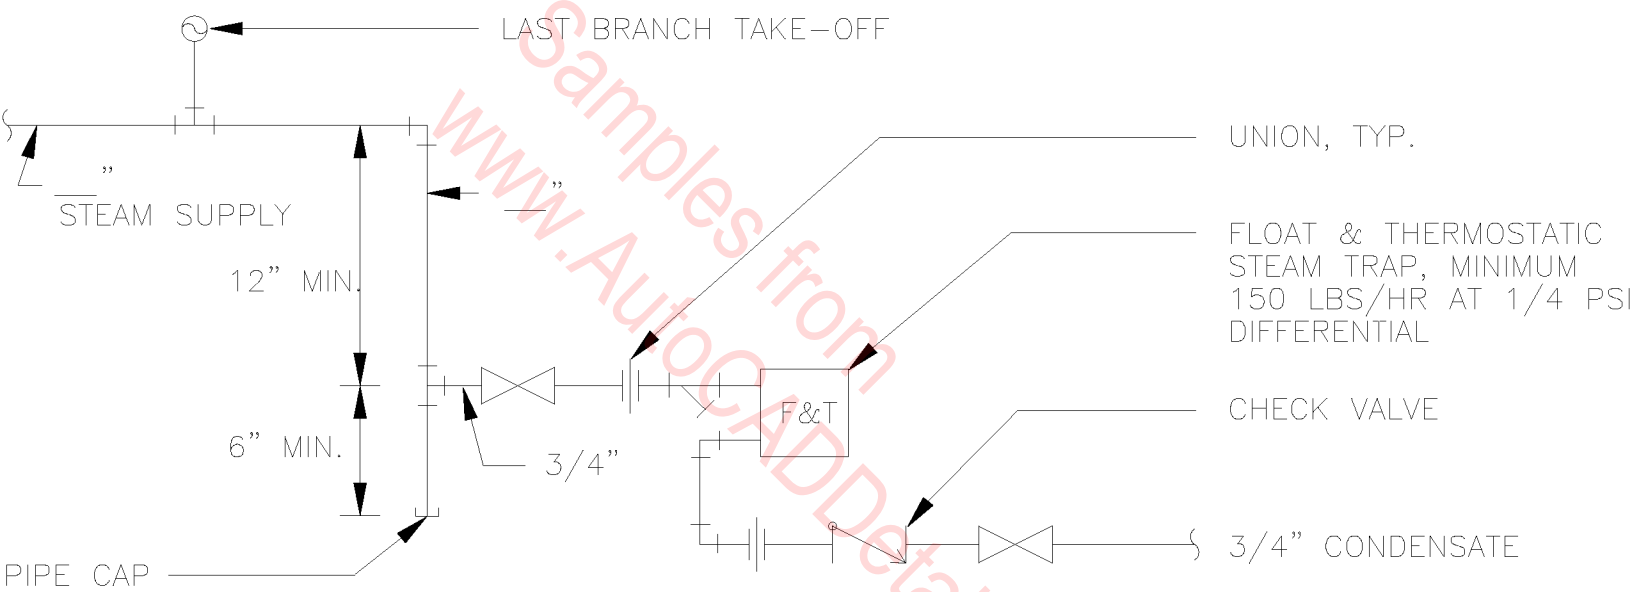 LAST BRANCH TAKE-OFF
UNION, TYP.
__"
STEAM SUPPLY
__"
12" MIN.
FLOAT & THERMOSTATIC
STEAM TRAP, MINIMUM
150 LBS/HR AT 1/4 PSI
DIFFERENTIAL
F&T
CHECK VALVE
6" MIN.
3/4"
3/4" CONDENSATE
PIPE CAP
Samples from
www.AutoCADDetai